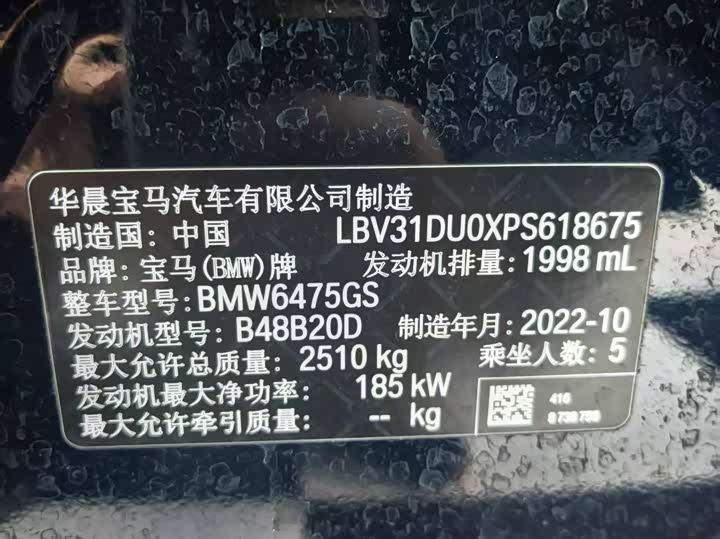 华晨宝马汽车有限公司制造
制造国：中国 LBV31DU0XPS618675
品牌：宝马(BMW)牌 发动机排量：1998 mL
整车型号：BMW6475GS
发动机型号：B48B20D 制造年月：2022-10
最大允许总质量：2510 kg 乘坐人数：5
发动机最大净功率：185 kW
最大允许牵引质量：-- kg
416